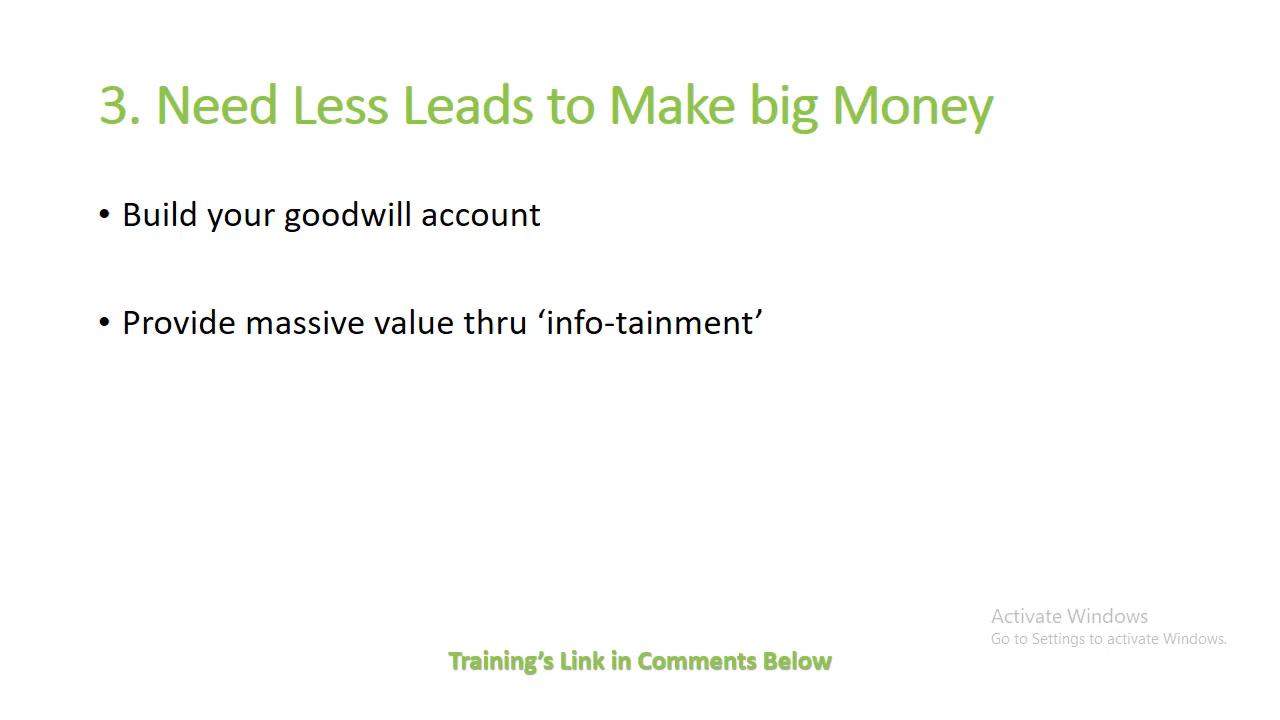 3. Need Less Leads to Make big Money
• Build your goodwill account
• Provide massive value thru ‘info-tainment’
Activate Windows
Go to Settings to activate Windows.
Training’s Link in Comments Below